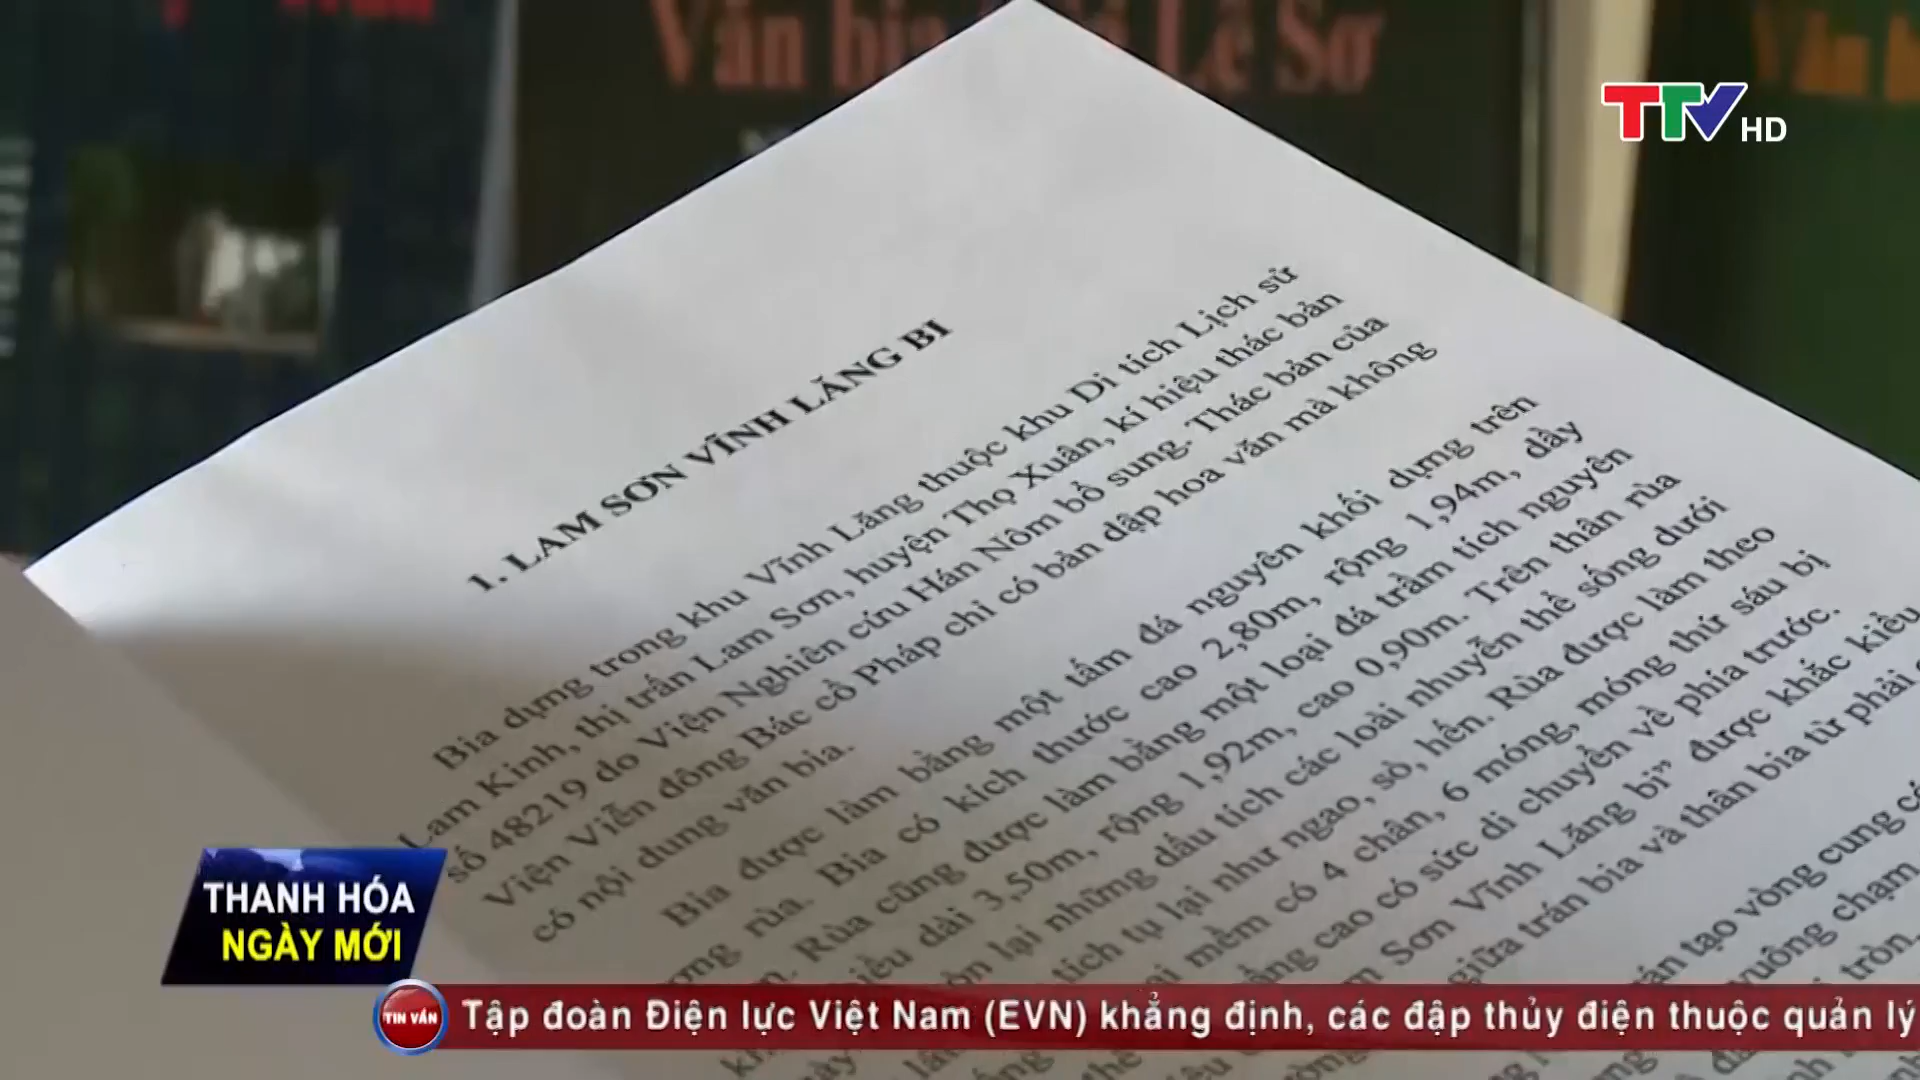 Văn bia Lê Sơ
Văn b
TTV HD
1. LAM SƠN VĨNH LĂNG BI
Bia dựng trong khu Vĩnh Lăng thuộc khu Di tích Lịch sử
Lam Kinh, thị trấn Lam Sơn, huyện Thọ Xuân, kí hiệu thác bản
số 48219 do Viện Nghiên cứu Hán Nôm bổ sung. Thác bản của
Viện Viễn đông Bác cổ Pháp chỉ có bản dập hoa văn mà không
có nội dung văn bia.
Bia được làm bằng một tấm đá nguyên khối dựng trên
rùa. Bia có kích thước cao 2,80m, rộng 1,94m, dầy
Rùa cũng được làm bằng một loại đá trầm tích nguyên
dài 3,50m, rộng 1,92m, cao 0,90m. Trên thân rùa
lại những dấu tích các loài nhuyễn thể sống dưới
tích tụ lại như ngao, sò, hến. Rùa được làm theo
mềm có 4 chân, 6 móng, móng thứ sáu bị
cao có sức di chuyển về phía trước.
Sơn Vĩnh Lăng bi” được khắc kiểu
giữa trán bia và thân bia từ phải
tạo vòng cung có
vuông chạm
tròn.
THANH HÓA
NGÀY MỚI
TIN VẮN
Tập đoàn Điện lực Việt Nam (EVN) khẳng định, các đập thủy điện thuộc quản lý